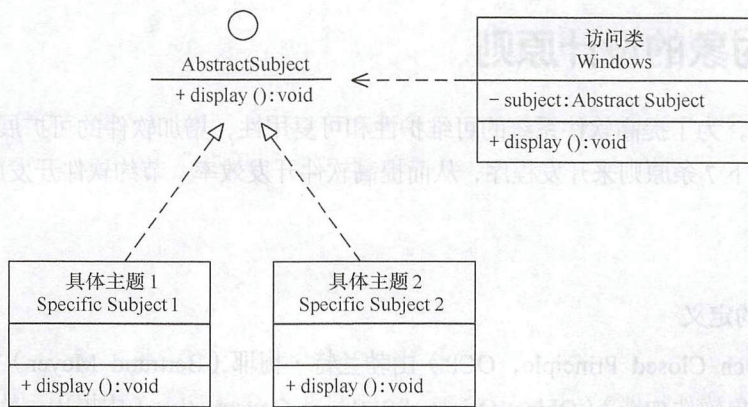 AbstractSubject
+ display ():void
访问类
Windows
− subject:Abstract Subject
+ display ():void
具体主题 1
Specific Subject 1
+ display ():void
具体主题 2
Specific Subject 2
+ display ():void